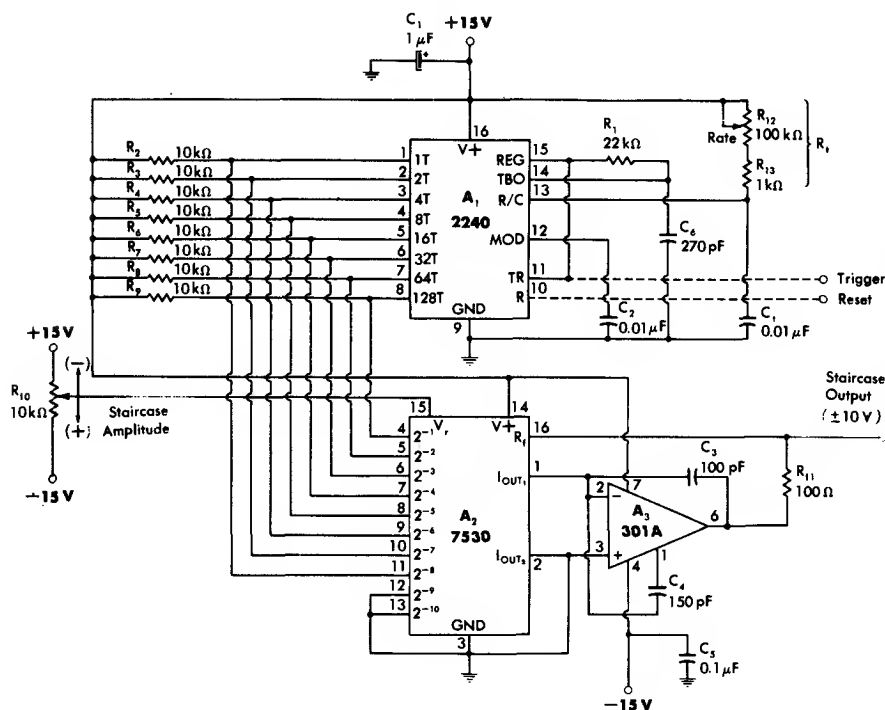 +15V
C₁
1 μF
+
R₂ 10kΩ
R₃ 10kΩ
R₄ 10kΩ
R₅ 10kΩ
R₆ 10kΩ
R₇ 10kΩ
R₈ 10kΩ
R₉ 10kΩ
1 1T
2 2T
3 4T
4 8T
5 16T
6 32T
7 64T
8 128T
16
V+
A₁
2240
GND
9
REG 15
TBO 14
R/C 13
MOD 12
TR 11
R 10
R₁
22 kΩ
R₁₂
100 kΩ
Rate
R₁₃
1kΩ
Rₜ
C₆
270 pF
C₂
0.01 μF
C₁
0.01 μF
Trigger
Reset
+15V
(−)
R₁₀
10kΩ
(+)
−15V
Staircase
Amplitude
15
Vᵣ
14
V+
4 2⁻¹
5 2⁻²
6 2⁻³
7 2⁻⁴
8 2⁻⁵
9 2⁻⁶
10 2⁻⁷
11 2⁻⁸
12 2⁻⁹
13 2⁻¹⁰
A₂
7530
GND
3
R_f 16
I_OUT₁ 1
I_OUT₂ 2
Staircase
Output
(±10 V)
C₃
100 pF
R₁₁
100 Ω
2 −
3 +
A₃
301A
7
6
4
1
C₄
150 pF
C₅
0.1 μF
−15V